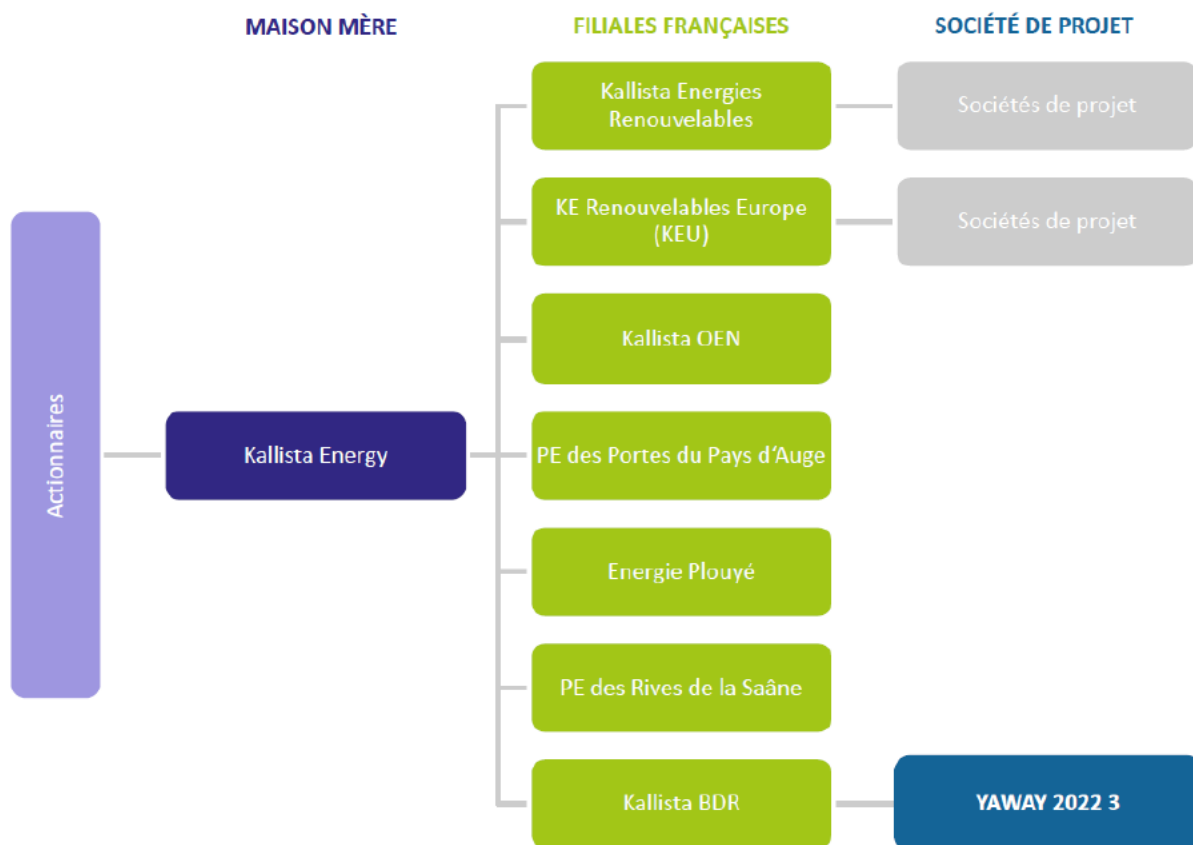 MAISON MÈRE
FILIALES FRANÇAISES
SOCIÉTÉ DE PROJET
Actionnaires
Kallista Energy
Kallista Energies
Renouvelables
Sociétés de projet
KE Renouvelables Europe
(KEU)
Sociétés de projet
Kallista OEN
PE des Portes du Pays d‘Auge
Energie Plouyé
PE des Rives de la Saâne
Kallista BDR
YAWAY 2022 3